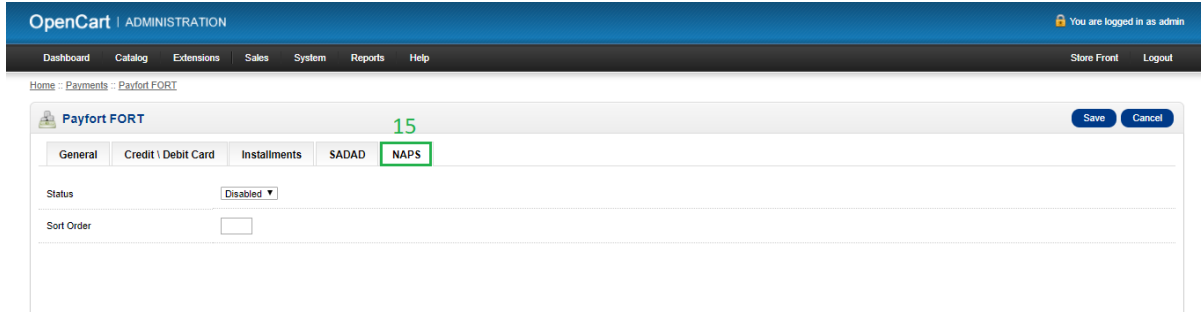 OpenCart | ADMINISTRATION
You are logged in as admin
Dashboard Catalog Extensions Sales System Reports Help
Store Front Logout
Home :: Payments :: Payfort FORT
Payfort FORT
15
Save Cancel
General Credit \ Debit Card Installments SADAD NAPS
Status Disabled
Sort Order